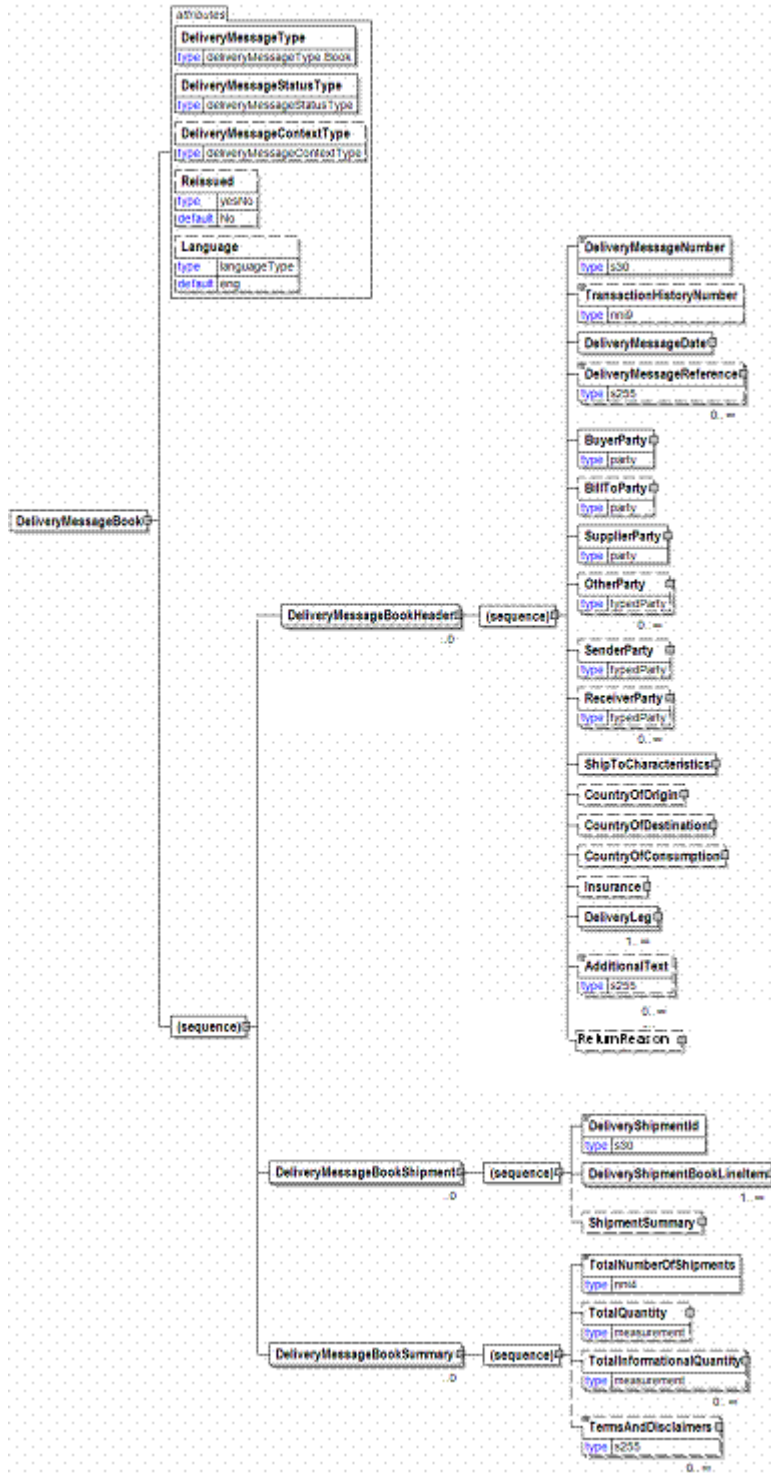 attributes
DeliveryMessageType
type deliveryMessageType.Book
DeliveryMessageStatusType
type deliveryMessageStatusType
DeliveryMessageContextType
type deliveryMessageContextType
Reissued
type yesNo
default No
Language
type languageType
default eng
DeliveryMessageBook
(sequence)
DeliveryMessageBookHeader
..0
(sequence)
DeliveryMessageNumber
type s30
TransactionHistoryNumber
type nni9
DeliveryMessageDate
DeliveryMessageReference
type s255
0..∞
BuyerParty
type party
BillToParty
type party
SupplierParty
type party
OtherParty
type typedParty
0..∞
SenderParty
type typedParty
ReceiverParty
type typedParty
0..∞
ShipToCharacteristics
CountryOfOrigin
CountryOfDestination
CountryOfConsumption
Insurance
DeliveryLeg
1..∞
AdditionalText
type s255
0..∞
ReturnReason
DeliveryMessageBookShipment
..0
(sequence)
DeliveryShipmentId
type s30
DeliveryShipmentBookLineItem
1..∞
ShipmentSummary
DeliveryMessageBookSummary
..0
(sequence)
TotalNumberOfShipments
type nni4
TotalQuantity
type measurement
TotalInformationalQuantity
type measurement
0..∞
TermsAndDisclaimers
type s255
0..∞